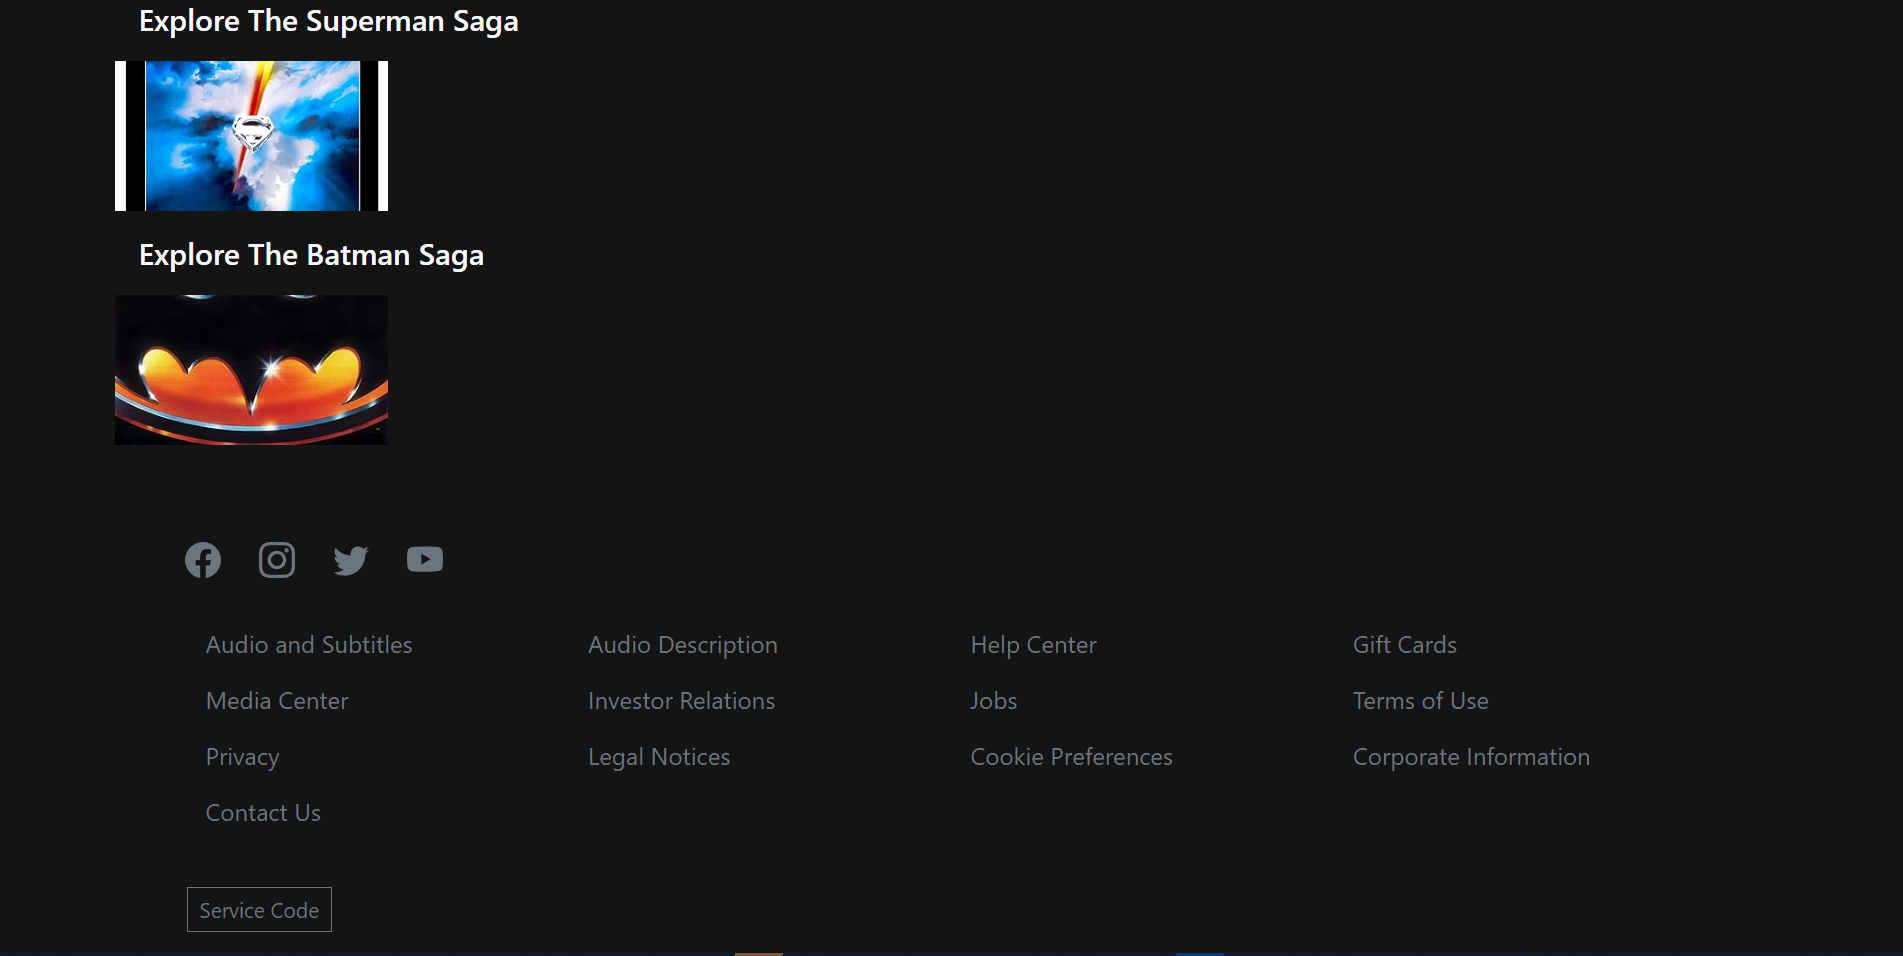 Explore The Superman Saga
Explore The Batman Saga
Audio and Subtitles Audio Description Help Center Gift Cards
Media Center Investor Relations Jobs Terms of Use
Privacy Legal Notices Cookie Preferences Corporate Information
Contact Us
Service Code